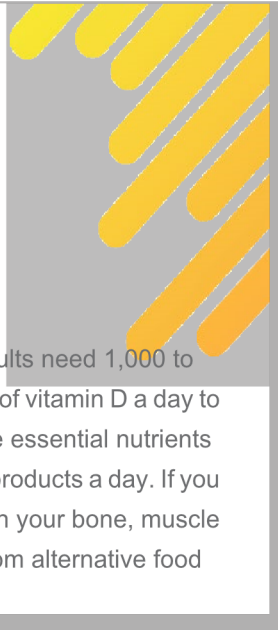 ults need 1,000 to
of vitamin D a day to
e essential nutrients
products a day. If you
n your bone, muscle
om alternative food